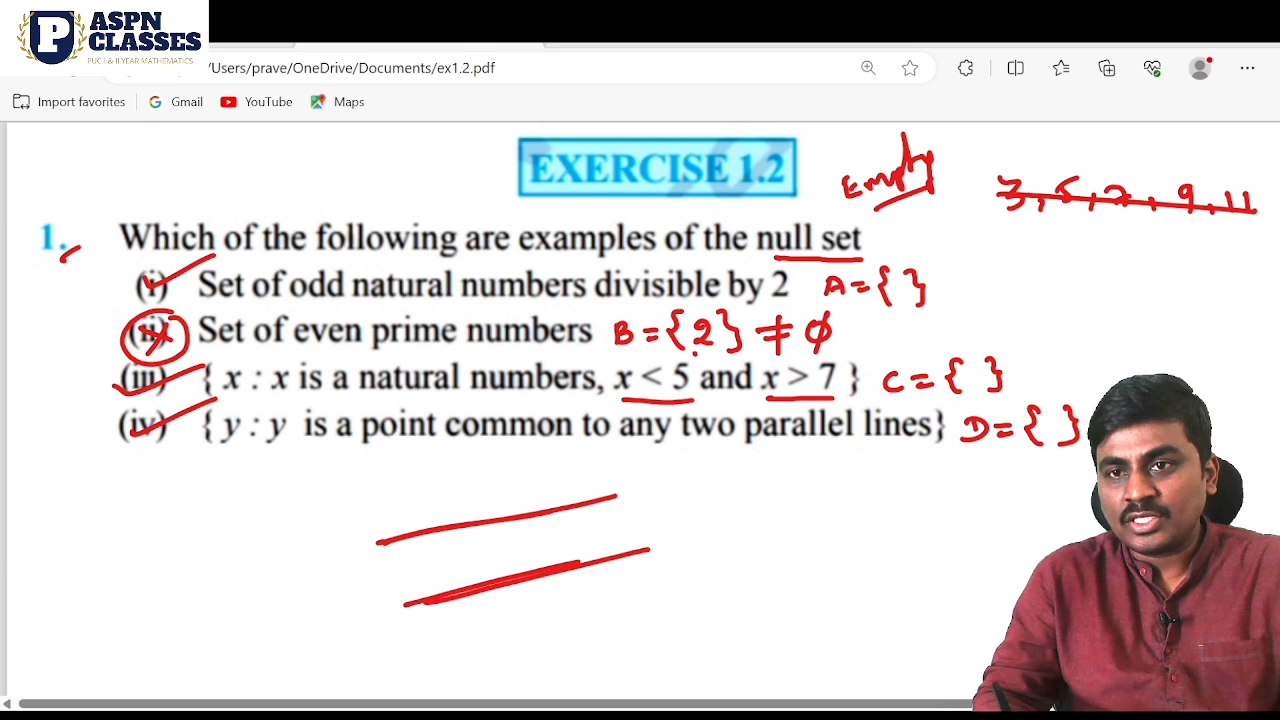 P
ASPN
CLASSES
PUC I & II YEAR MATHEMATICS
/Users/prave/OneDrive/Documents/ex1.2.pdf
Import favorites Gmail YouTube Maps
EXERCISE 1.2
Empty
3, 5, 7, 9, 11
1. Which of the following are examples of the null set
(i) Set of odd natural numbers divisible by 2 A = { }
(ii) Set of even prime numbers B = {2} ≠ ϕ
(iii) { x : x is a natural numbers, x < 5 and x > 7 } C = { }
(iv) { y : y is a point common to any two parallel lines} D = { }